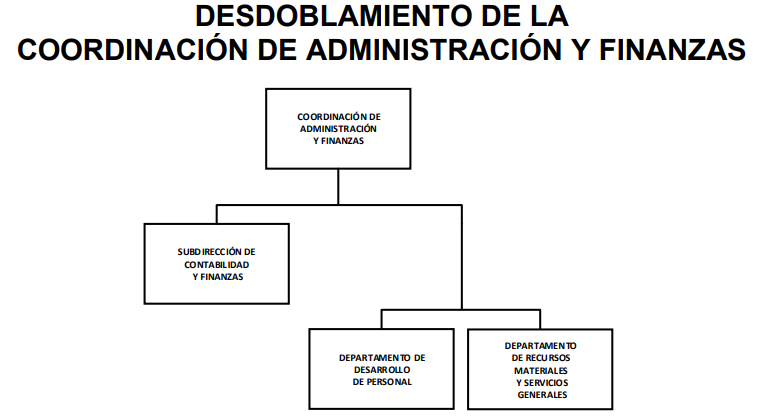 DESDOBLAMIENTO DE LA
COORDINACIÓN DE ADMINISTRACIÓN Y FINANZAS
COORDINACIÓN DE
ADMINISTRACIÓN
Y FINANZAS
SUBDIRECCIÓN DE
CONTABILIDAD
Y FINANZAS
DEPARTAMENTO DE
DESARROLLO
DE PERSONAL
DEPARTAMENTO
DE RECURSOS
MATERIALES
Y SERVICIOS
GENERALES